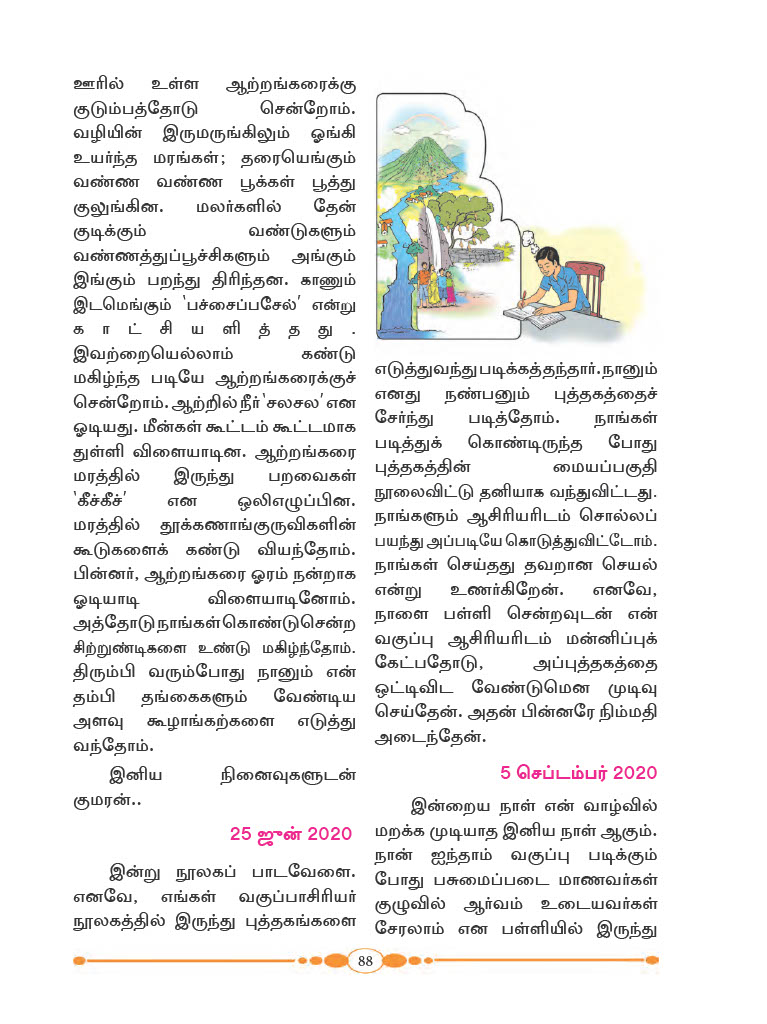 ஊரில் உள்ள ஆற்றங்கரைக்கு
குடும்பத்தோடு சென்றோம்.
வழியின் இருமருங்கிலும் ஓங்கி
உயர்ந்த மரங்கள்; தரையெங்கும்
வண்ண வண்ண பூக்கள் பூத்து
குலுங்கின. மலர்களில் தேன்
குடிக்கும் வண்டுகளும்
வண்ணத்துப்பூச்சிகளும் அங்கும்
இங்கும் பறந்து திரிந்தன. காணும்
இடமெங்கும் 'பச்சைப்பசேல்' என்று
காட்சியளித்தது.
இவற்றையெல்லாம் கண்டு
மகிழ்ந்த படியே ஆற்றங்கரைக்குச்
சென்றோம். ஆற்றில் நீர் 'சலசல' என
ஓடியது. மீன்கள் கூட்டம் கூட்டமாக
துள்ளி விளையாடின. ஆற்றங்கரை
மரத்தில் இருந்து பறவைகள்
'கீச்கீச்' என ஒலிஎழுப்பின.
மரத்தில் தூக்கணாங்குருவிகளின்
கூடுகளைக் கண்டு வியந்தோம்.
பின்னர், ஆற்றங்கரை ஓரம் நன்றாக
ஓடியாடி விளையாடினோம்.
அத்தோடு நாங்கள் கொண்டுசென்ற
சிற்றுண்டிகளை உண்டு மகிழ்ந்தோம்.
திரும்பி வரும்போது நானும் என்
தம்பி தங்கைகளும் வேண்டிய
அளவு கூழாங்கற்களை எடுத்து
வந்தோம்.
இனிய நினைவுகளுடன்
குமரன்..
25 ஜுன் 2020
இன்று நூலகப் பாடவேளை.
எனவே, எங்கள் வகுப்பாசிரியர்
நூலகத்தில் இருந்து புத்தகங்களை
எடுத்துவந்து படிக்கத்தந்தார். நானும்
எனது நண்பனும் புத்தகத்தைச்
சேர்ந்து படித்தோம். நாங்கள்
படித்துக் கொண்டிருந்த போது
புத்தகத்தின் மையப்பகுதி
நூலைவிட்டு தனியாக வந்துவிட்டது.
நாங்களும் ஆசிரியரிடம் சொல்லப்
பயந்து அப்படியே கொடுத்துவிட்டோம்.
நாங்கள் செய்தது தவறான செயல்
என்று உணர்கிறேன். எனவே,
நாளை பள்ளி சென்றவுடன் என்
வகுப்பு ஆசிரியரிடம் மன்னிப்புக்
கேட்பதோடு, அப்புத்தகத்தை
ஒட்டிவிட வேண்டுமென முடிவு
செய்தேன். அதன் பின்னரே நிம்மதி
அடைந்தேன்.
5 செப்டம்பர் 2020
இன்றைய நாள் என் வாழ்வில்
மறக்க முடியாத இனிய நாள் ஆகும்.
நான் ஐந்தாம் வகுப்பு படிக்கும்
போது பசுமைப்படை மாணவர்கள்
குழுவில் ஆர்வம் உடையவர்கள்
சேரலாம் என பள்ளியில் இருந்து
88